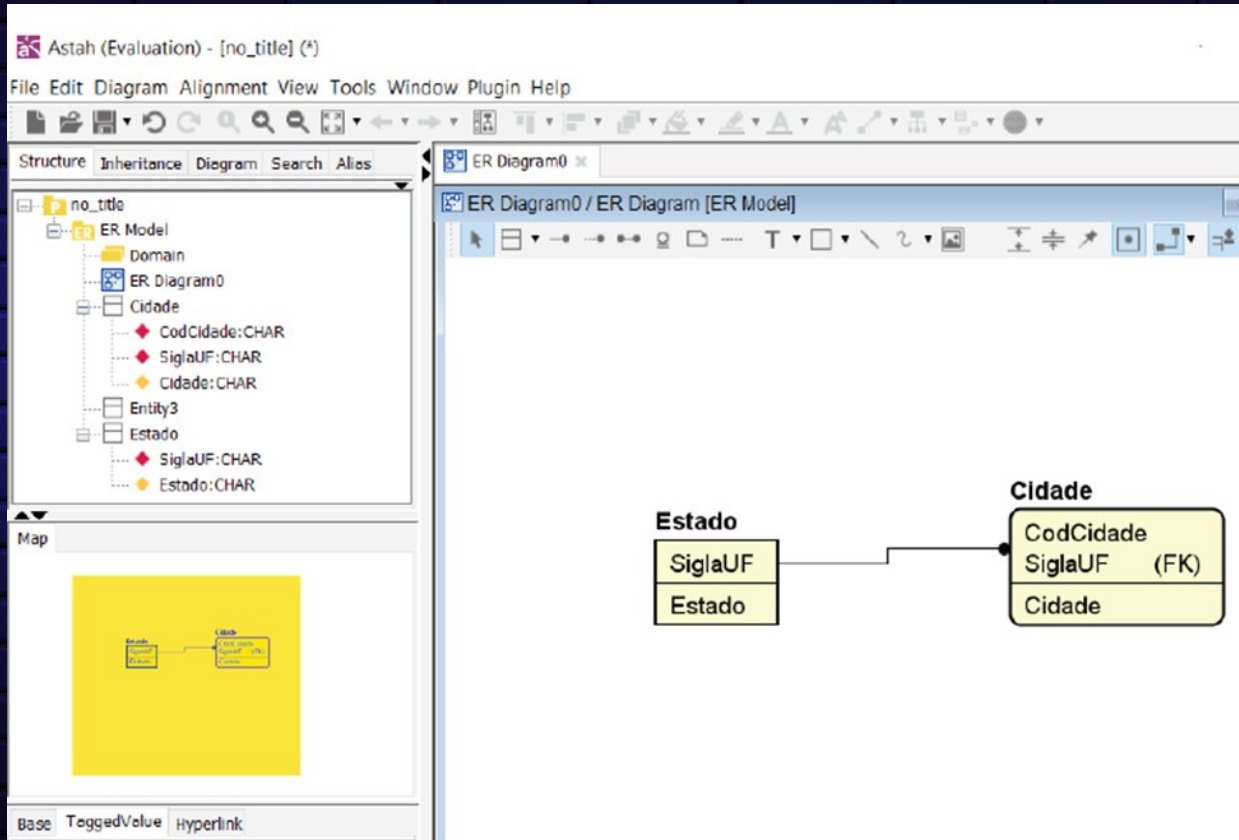 Astah (Evaluation) - [no_title] (*)
File Edit Diagram Alignment View Tools Window Plugin Help
Structure Inheritance Diagram Search Alias
no_title
ER Model
Domain
ER Diagram0
Cidade
CodCidade:CHAR
SiglaUF:CHAR
Cidade:CHAR
Entity3
Estado
SiglaUF:CHAR
Estado:CHAR
Map
Estado
Cidade
Base TaggedValue Hyperlink
ER Diagram0
ER Diagram0 / ER Diagram [ER Model]
T
Estado
SiglaUF
Estado
Cidade
CodCidade
SiglaUF (FK)
Cidade